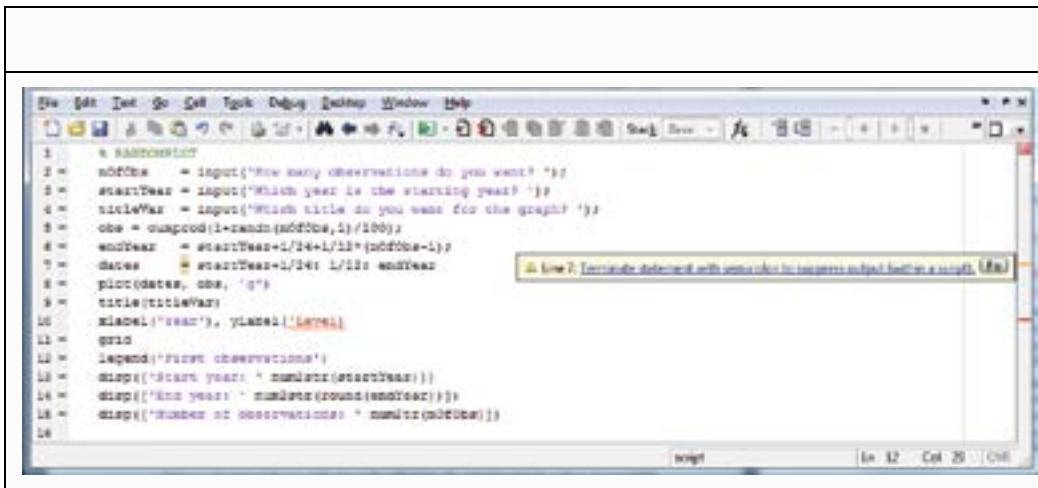 File Edit Text Go Cell Tools Debug Desktop Window Help
Stack Base fx
1 % RANDOMPLOT
2 - nOfObs = input('How many observations do you want? ');
3 - startYear = input('Which year is the starting year? ');
4 - titleVar = input('Which title do you want for the graph? ');
5 - obs = cumprod(1+randn(nOfObs,1)/100);
6 - endYear = startYear+1/24+1/12*(nOfObs-1);
7 - dates = startYear+1/24: 1/12: endYear
Line 7: Terminate statement with semicolon to suppress output (within a script). Fix
8 - plot(dates, obs, 'g')
9 - title(titleVar)
10 xlabel('Year'), ylabel('Level)
11 - grid
12 - legend('First observations')
13 - disp(['Start year: ' num2str(startYear)])
14 - disp(['End year: ' num2str(round(endYear))])
15 - disp(['Number of observations: ' num2str(nOfObs)])
16
script Ln 12 Col 29 OVR